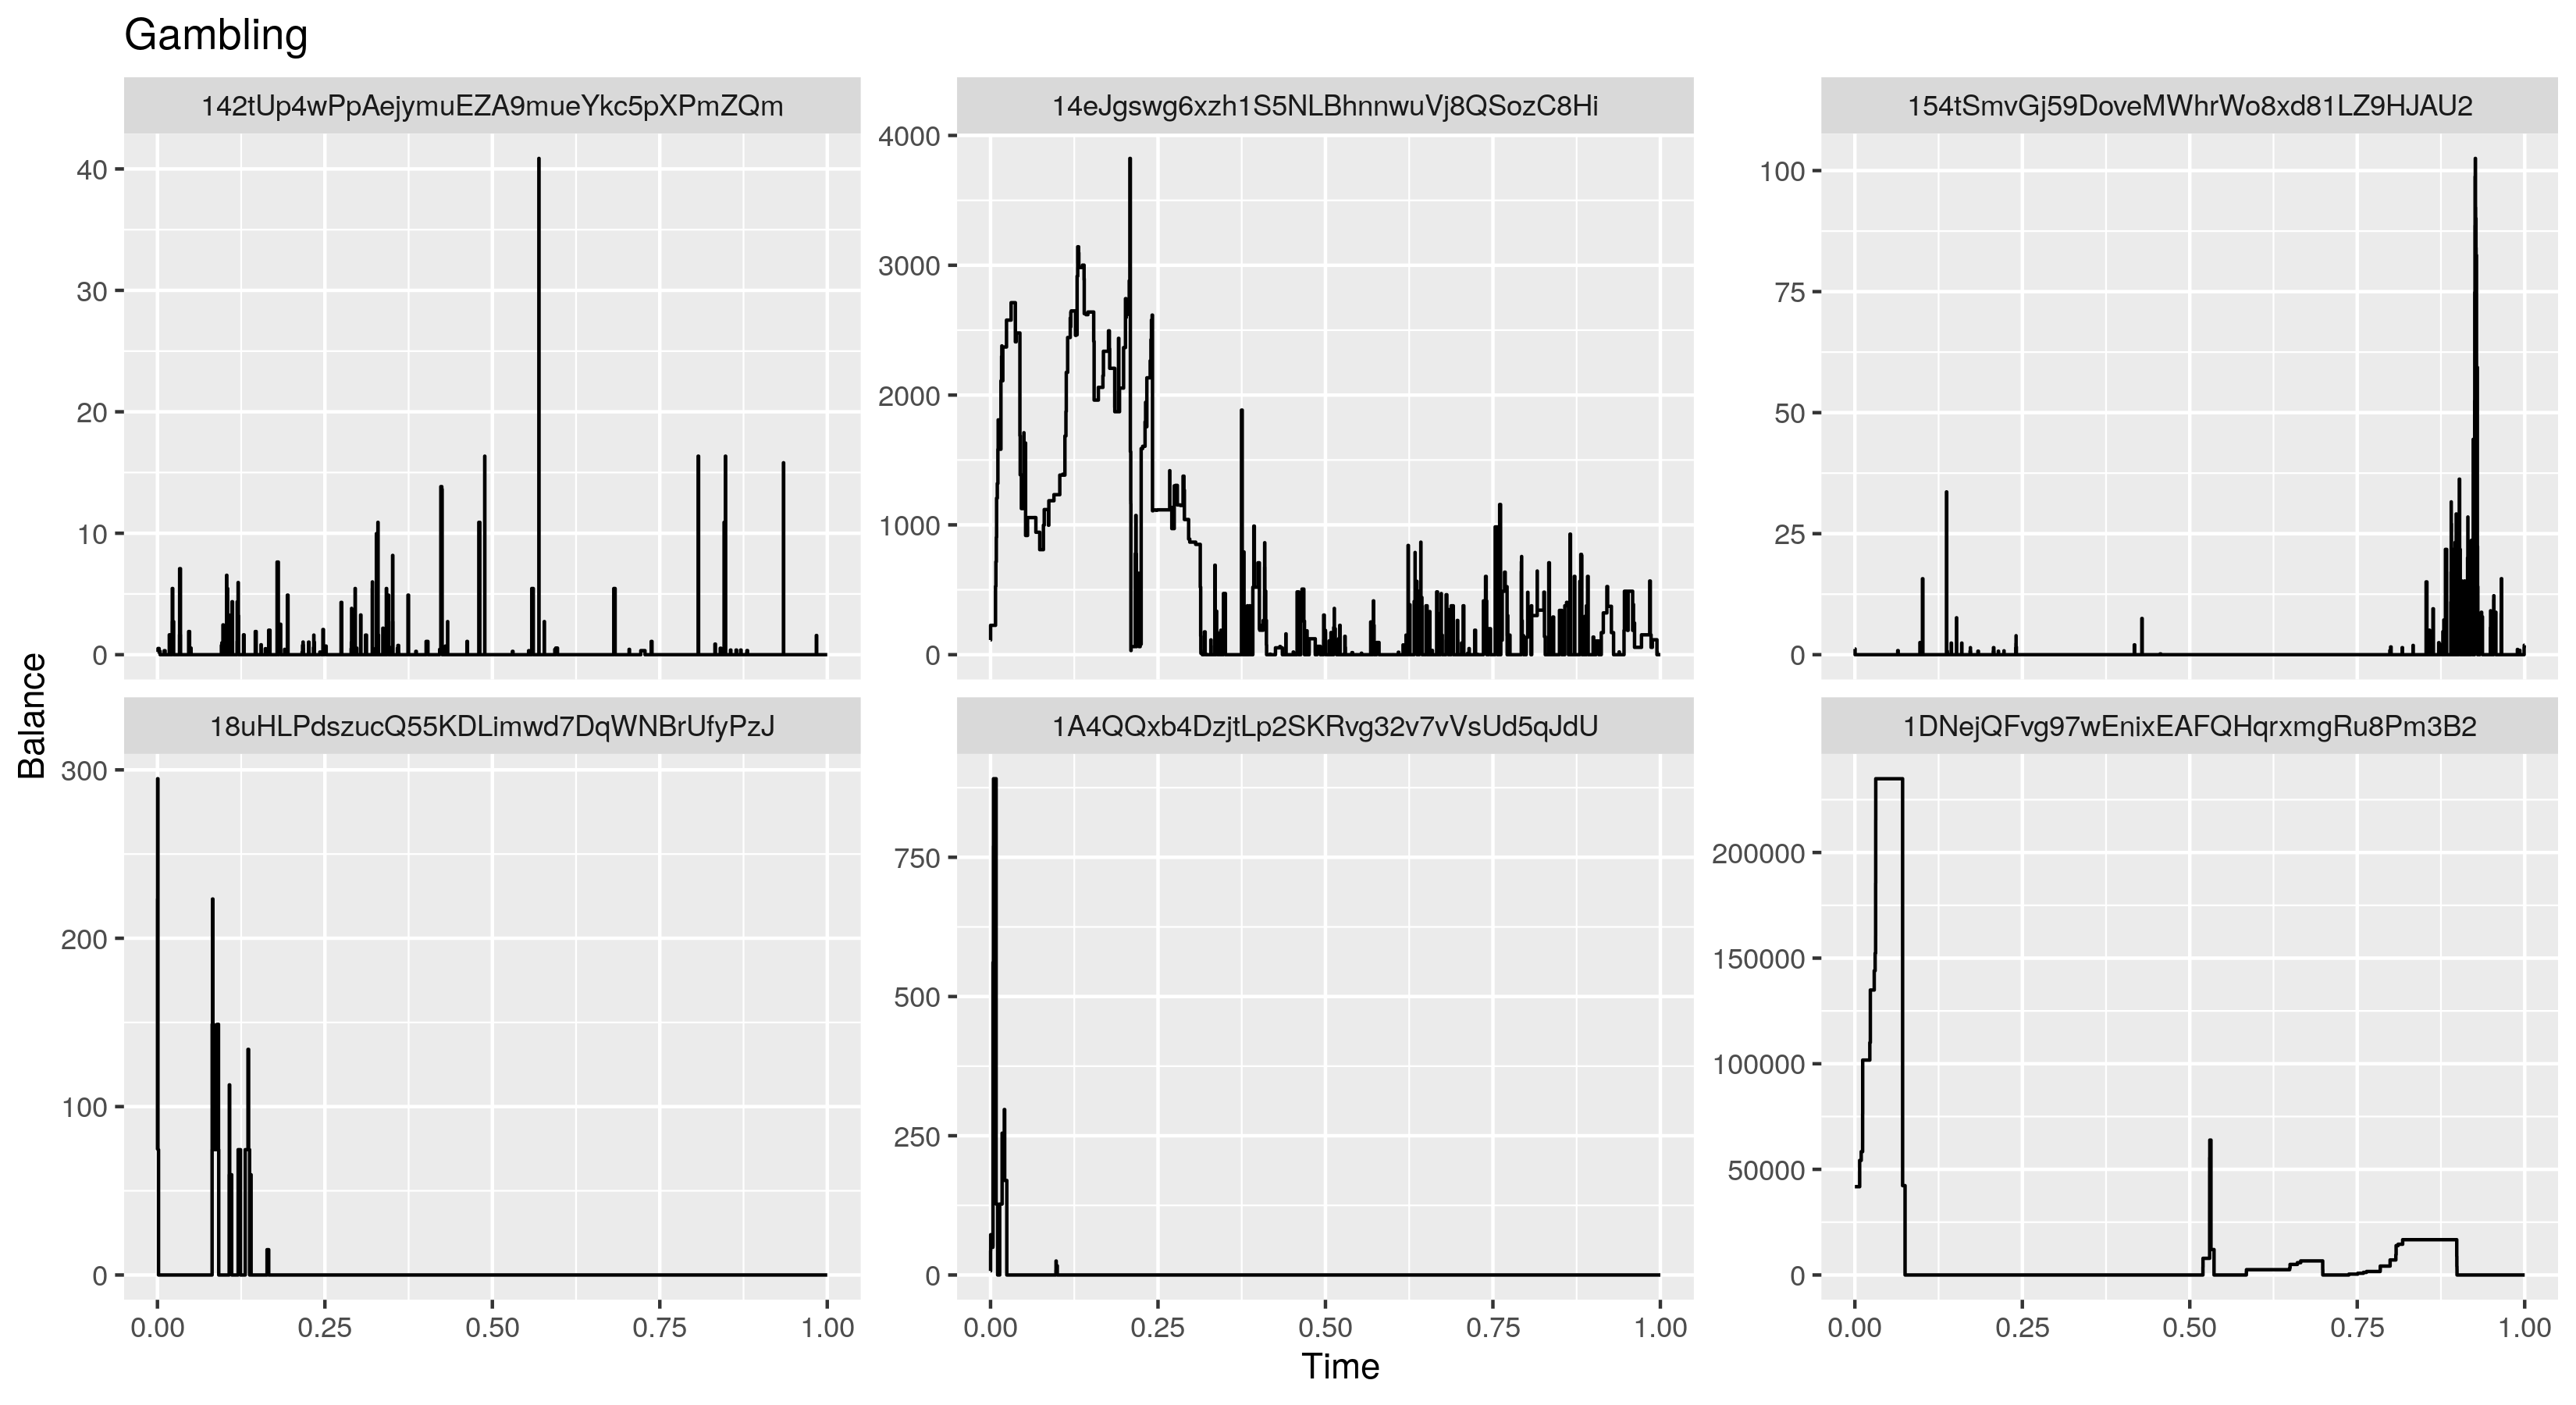 Gambling
142tUp4wPpAejymuEZA9mueYkc5pXPmZQm
14eJgswg6xzh1S5NLBhnnwuVj8QSozC8Hi
154tSmvGj59DoveMWhrWo8xd81LZ9HJAU2
40
30
20
10
0
4000
3000
2000
1000
0
100
75
50
25
0
Balance
18uHLPdszucQ55KDLimwd7DqWNBrUfyPzJ
1A4QQxb4DzjtLp2SKRvg32v7vVsUd5qJdU
1DNejQFvg97wEnixEAFQHqrxmgRu8Pm3B2
300
200
100
0
750
500
250
0
200000
150000
100000
50000
0
0.00 0.25 0.50 0.75 1.00
0.00 0.25 0.50 0.75 1.00
0.00 0.25 0.50 0.75 1.00
Time